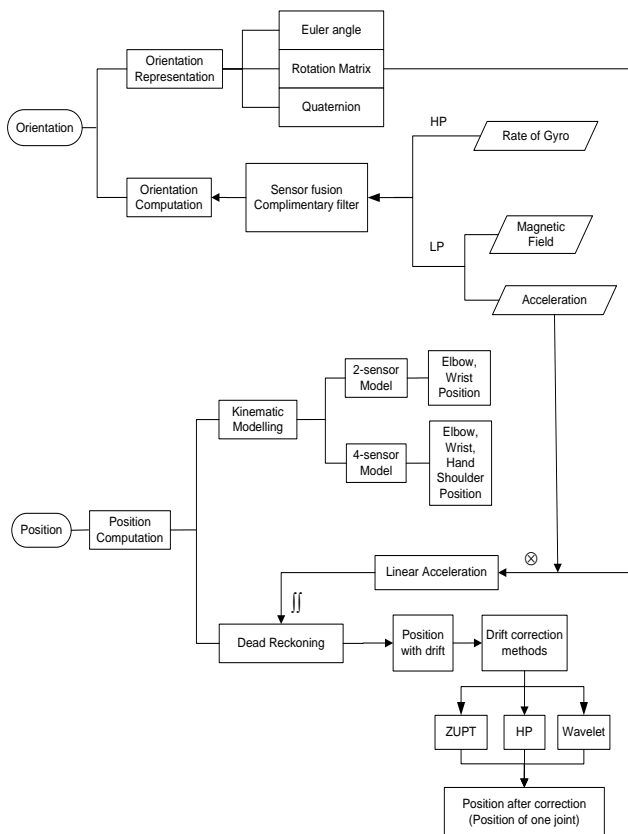 Euler angle
Orientation
Representation
Rotation Matrix
Quaternion
Orientation
HP
Rate of Gyro
Orientation
Computation
Sensor fusion
Complimentary filter
LP
Magnetic
Field
Acceleration
2-sensor
Model
Elbow,
Wrist
Position
Kinematic
Modelling
4-sensor
Model
Elbow,
Wrist,
Hand
Shoulder
Position
Position
Position
Computation
Linear Acceleration
⊗
∬
Dead Reckoning
Position
with drift
Drift correction
methods
ZUPT
HP
Wavelet
Position after correction
(Position of one joint)